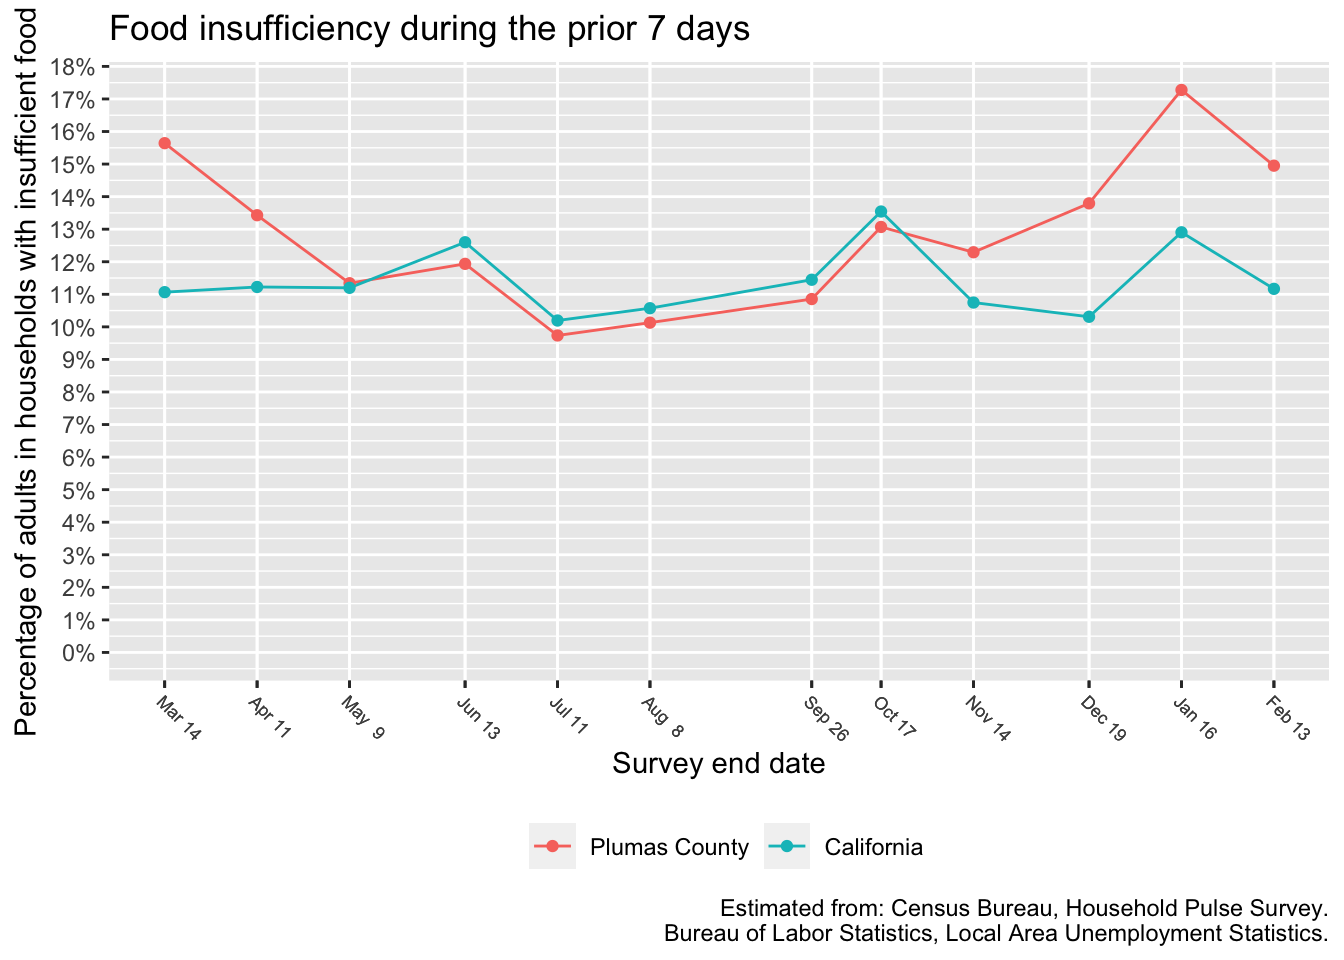 Food insufficiency during the prior 7 days
Percentage of adults in households with insufficient food
18%
17%
16%
15%
14%
13%
12%
11%
10%
9%
8%
7%
6%
5%
4%
3%
2%
1%
0%
Mar 14
Apr 11
May 9
Jun 13
Jul 11
Aug 8
Sep 26
Oct 17
Nov 14
Dec 19
Jan 16
Feb 13
Survey end date
Plumas County
California
Estimated from: Census Bureau, Household Pulse Survey.
Bureau of Labor Statistics, Local Area Unemployment Statistics.